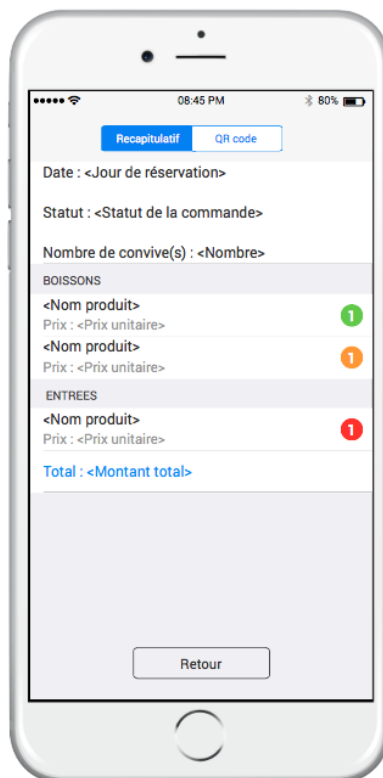 08:45 PM 80%
Recapitulatif QR code
Date : <Jour de réservation>
Statut : <Statut de la commande>
Nombre de convive(s) : <Nombre>
BOISSONS
<Nom produit> 1
Prix : <Prix unitaire>
<Nom produit> 1
Prix : <Prix unitaire>
ENTREES
<Nom produit> 1
Prix : <Prix unitaire>
Total : <Montant total>
Retour